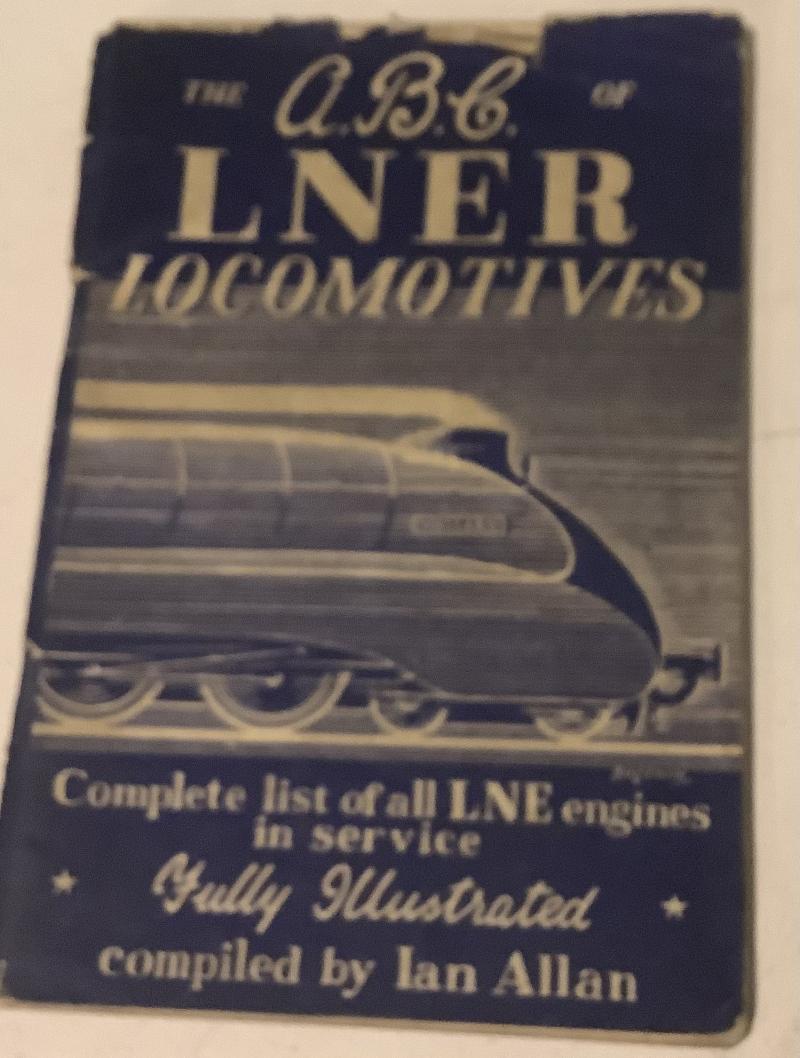 THE A.B.C. OF
LNER
LOCOMOTIVES
Complete list of all LNE engines
in service
Fully Illustrated
compiled by Ian Allan